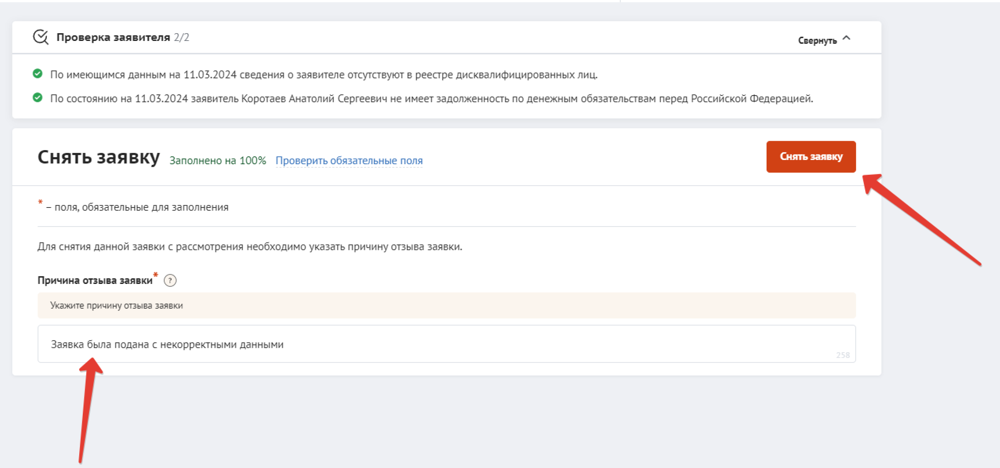 Проверка заявителя 2/2
Свернуть
По имеющимся данным на 11.03.2024 сведения о заявителе отсутствуют в реестре дисквалифицированных лиц.
По состоянию на 11.03.2024 заявитель Коротаев Анатолий Сергеевич не имеет задолженность по денежным обязательствам перед Российской Федерацией.
Снять заявку Заполнено на 100% Проверить обязательные поля
Снять заявку
* – поля, обязательные для заполнения
Для снятия данной заявки с рассмотрения необходимо указать причину отзыва заявки.
Причина отзыва заявки* ?
Укажите причину отзыва заявки
Заявка была подана с некорректными данными
258